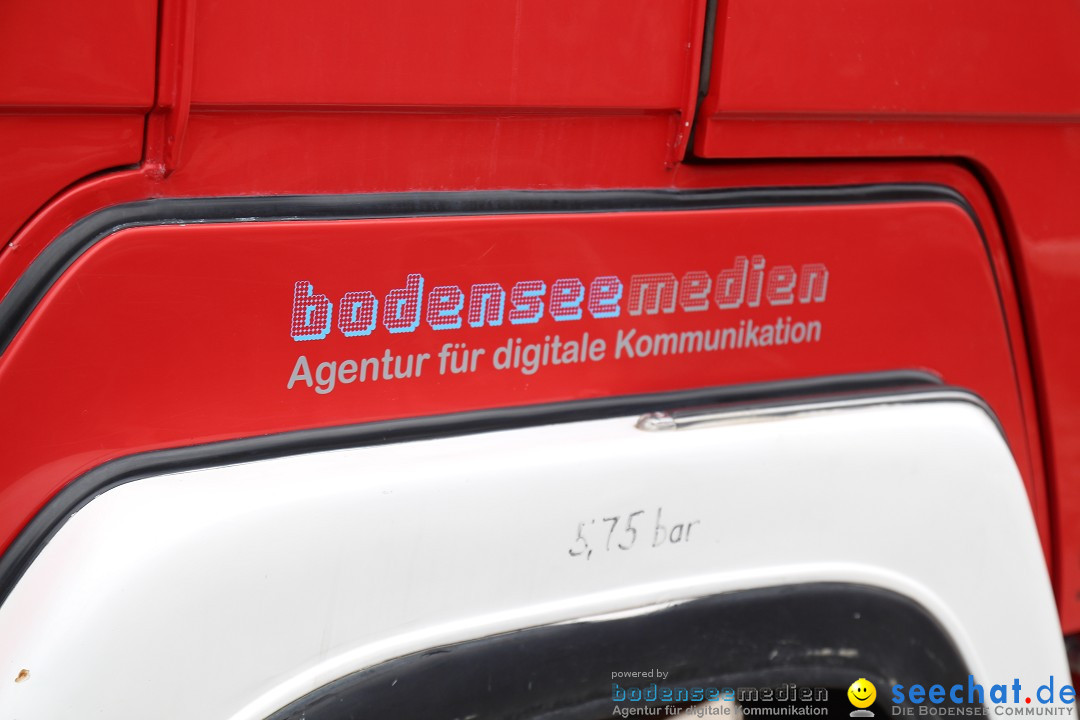 bodenseemedien
Agentur für digitale Kommunikation
5,75 bar
powered by
bodenseemedien
Agentur für digitale Kommunikation
seechat.de
Die Bodensee Community